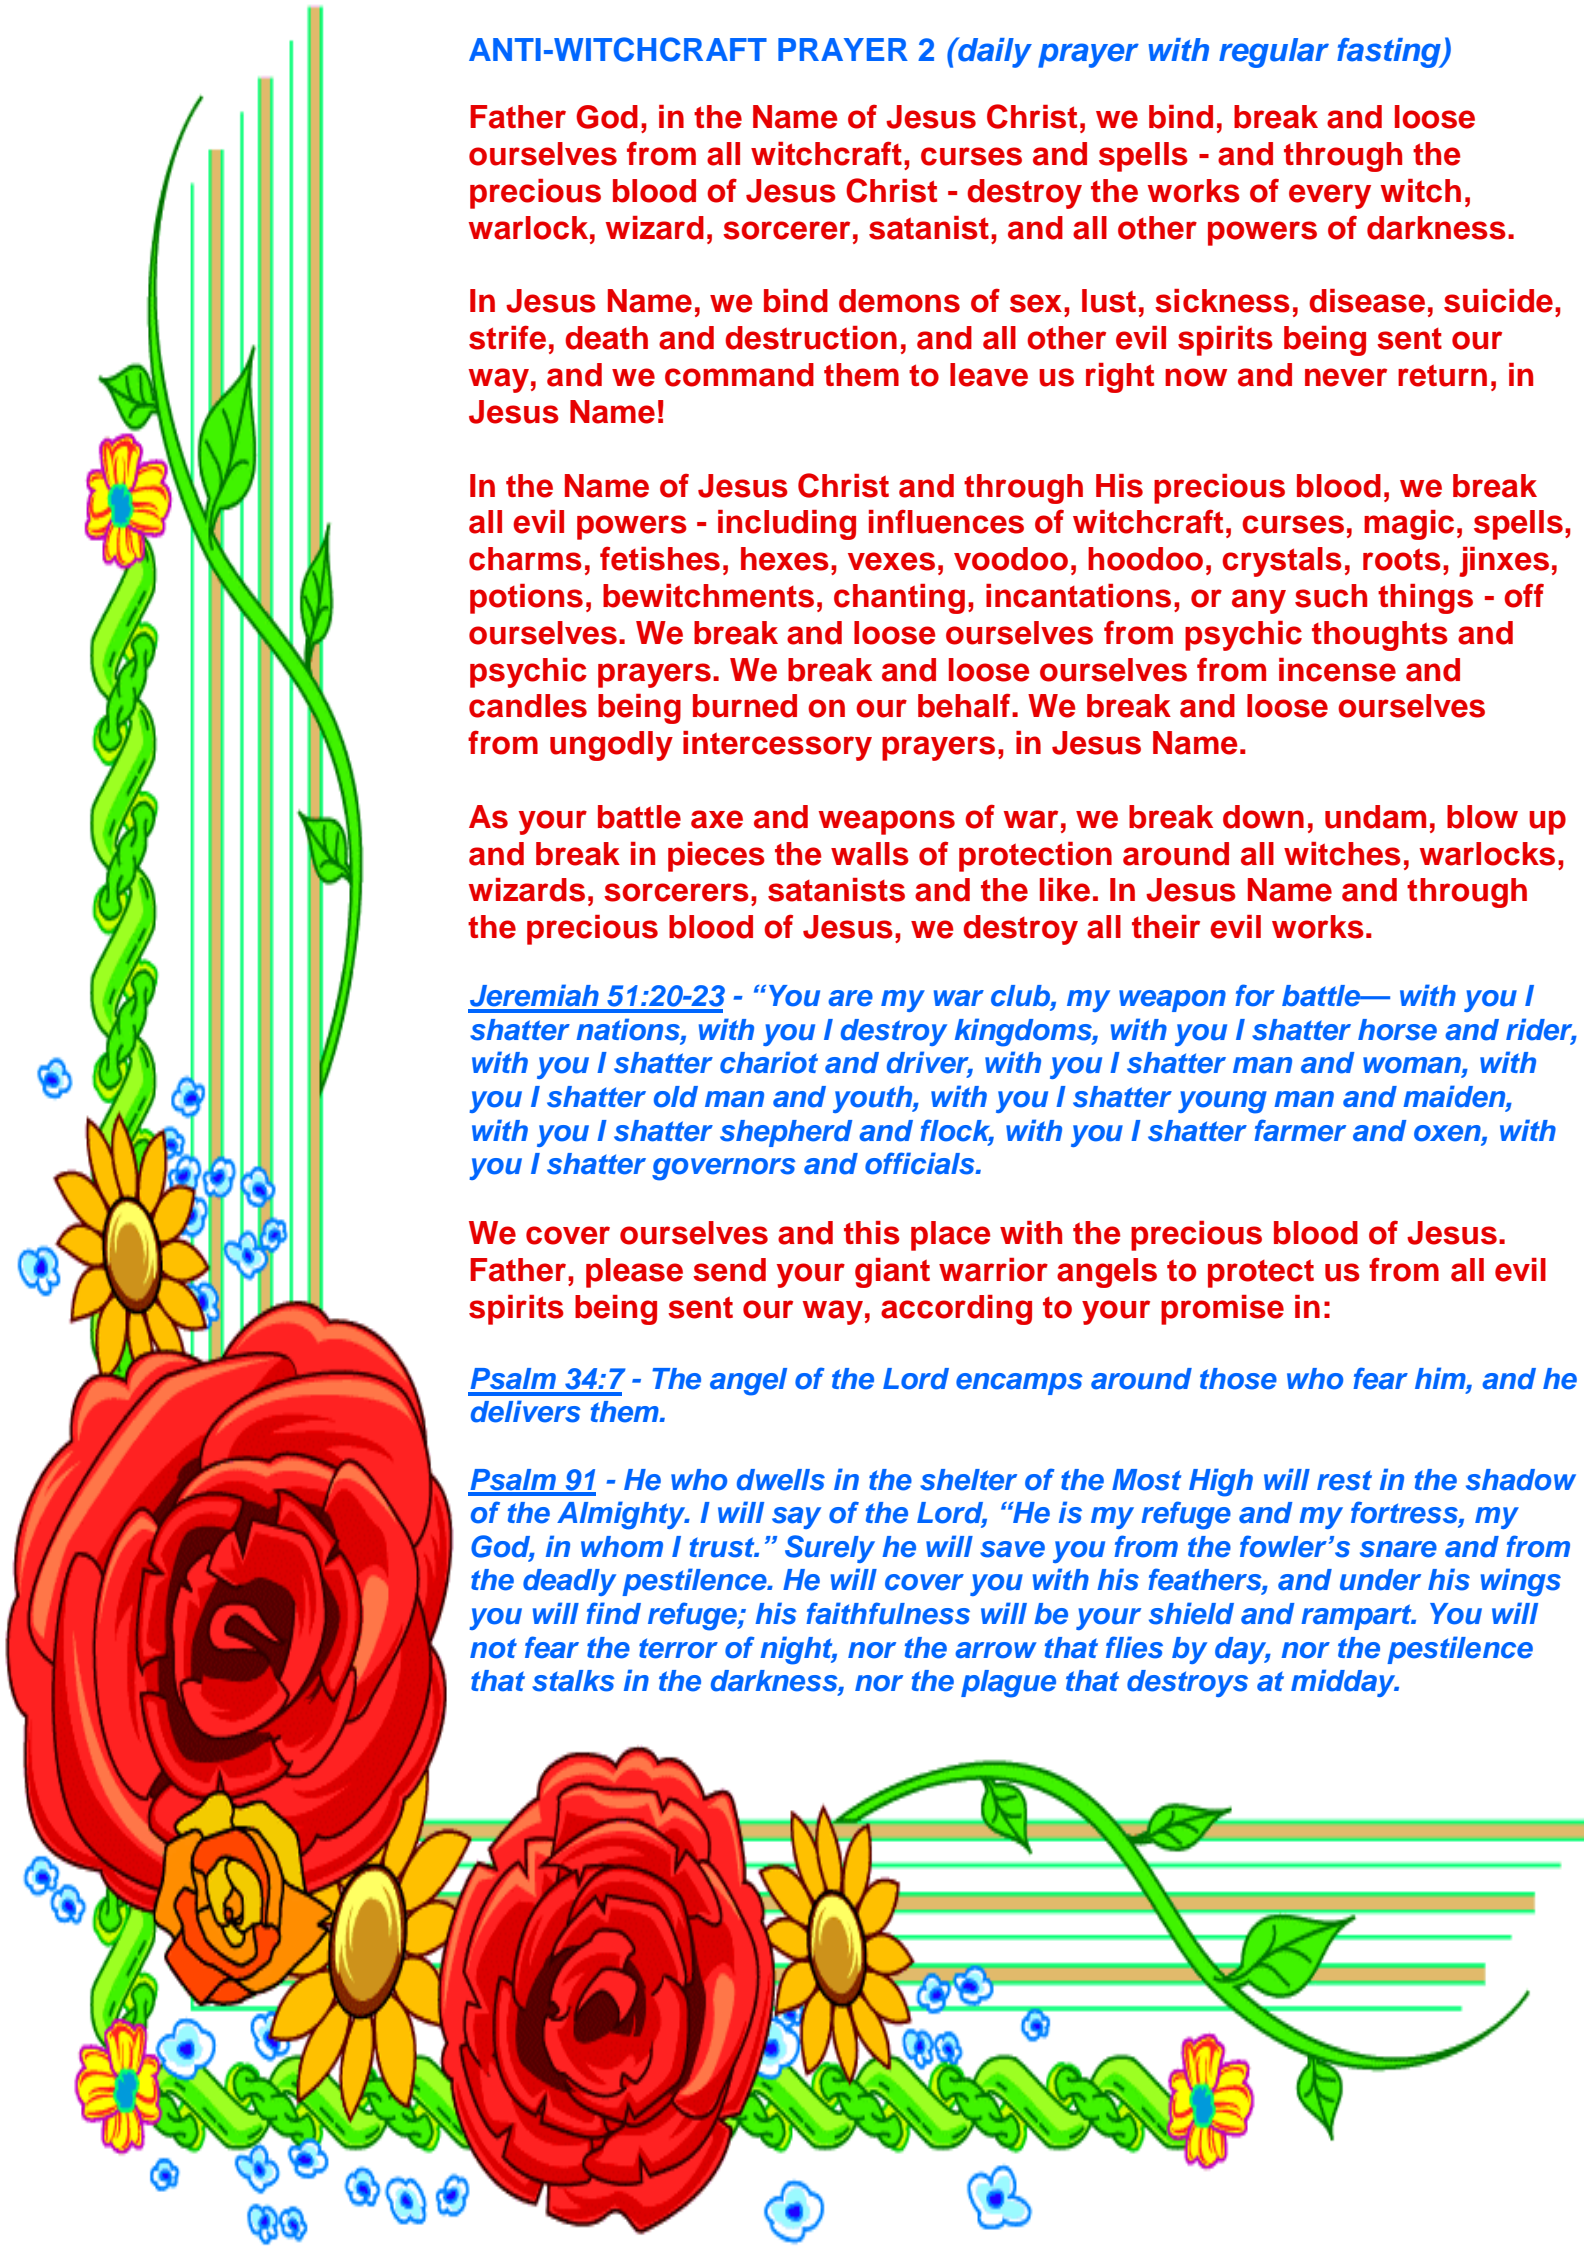 ANTI-WITCHCRAFT PRAYER 2 (daily prayer with regular fasting)
Father God, in the Name of Jesus Christ, we bind, break and loose
ourselves from all witchcraft, curses and spells - and through the
precious blood of Jesus Christ - destroy the works of every witch,
warlock, wizard, sorcerer, satanist, and all other powers of darkness.
In Jesus Name, we bind demons of sex, lust, sickness, disease, suicide,
strife, death and destruction, and all other evil spirits being sent our
way, and we command them to leave us right now and never return, in
Jesus Name!
In the Name of Jesus Christ and through His precious blood, we break
all evil powers - including influences of witchcraft, curses, magic, spells,
charms, fetishes, hexes, vexes, voodoo, hoodoo, crystals, roots, jinxes,
potions, bewitchments, chanting, incantations, or any such things - off
ourselves. We break and loose ourselves from psychic thoughts and
psychic prayers. We break and loose ourselves from incense and
candles being burned on our behalf. We break and loose ourselves
from ungodly intercessory prayers, in Jesus Name.
As your battle axe and weapons of war, we break down, undam, blow up
and break in pieces the walls of protection around all witches, warlocks,
wizards, sorcerers, satanists and the like. In Jesus Name and through
the precious blood of Jesus, we destroy all their evil works.
Jeremiah 51:20-23 - “You are my war club, my weapon for battle— with you I
shatter nations, with you I destroy kingdoms, with you I shatter horse and rider,
with you I shatter chariot and driver, with you I shatter man and woman, with
you I shatter old man and youth, with you I shatter young man and maiden,
with you I shatter shepherd and flock, with you I shatter farmer and oxen, with
you I shatter governors and officials.
We cover ourselves and this place with the precious blood of Jesus.
Father, please send your giant warrior angels to protect us from all evil
spirits being sent our way, according to your promise in:
Psalm 34:7 - The angel of the Lord encamps around those who fear him, and he
delivers them.
Psalm 91 - He who dwells in the shelter of the Most High will rest in the shadow
of the Almighty. I will say of the Lord, “He is my refuge and my fortress, my
God, in whom I trust.” Surely he will save you from the fowler’s snare and from
the deadly pestilence. He will cover you with his feathers, and under his wings
you will find refuge; his faithfulness will be your shield and rampart. You will
not fear the terror of night, nor the arrow that flies by day, nor the pestilence
that stalks in the darkness, nor the plague that destroys at midday.